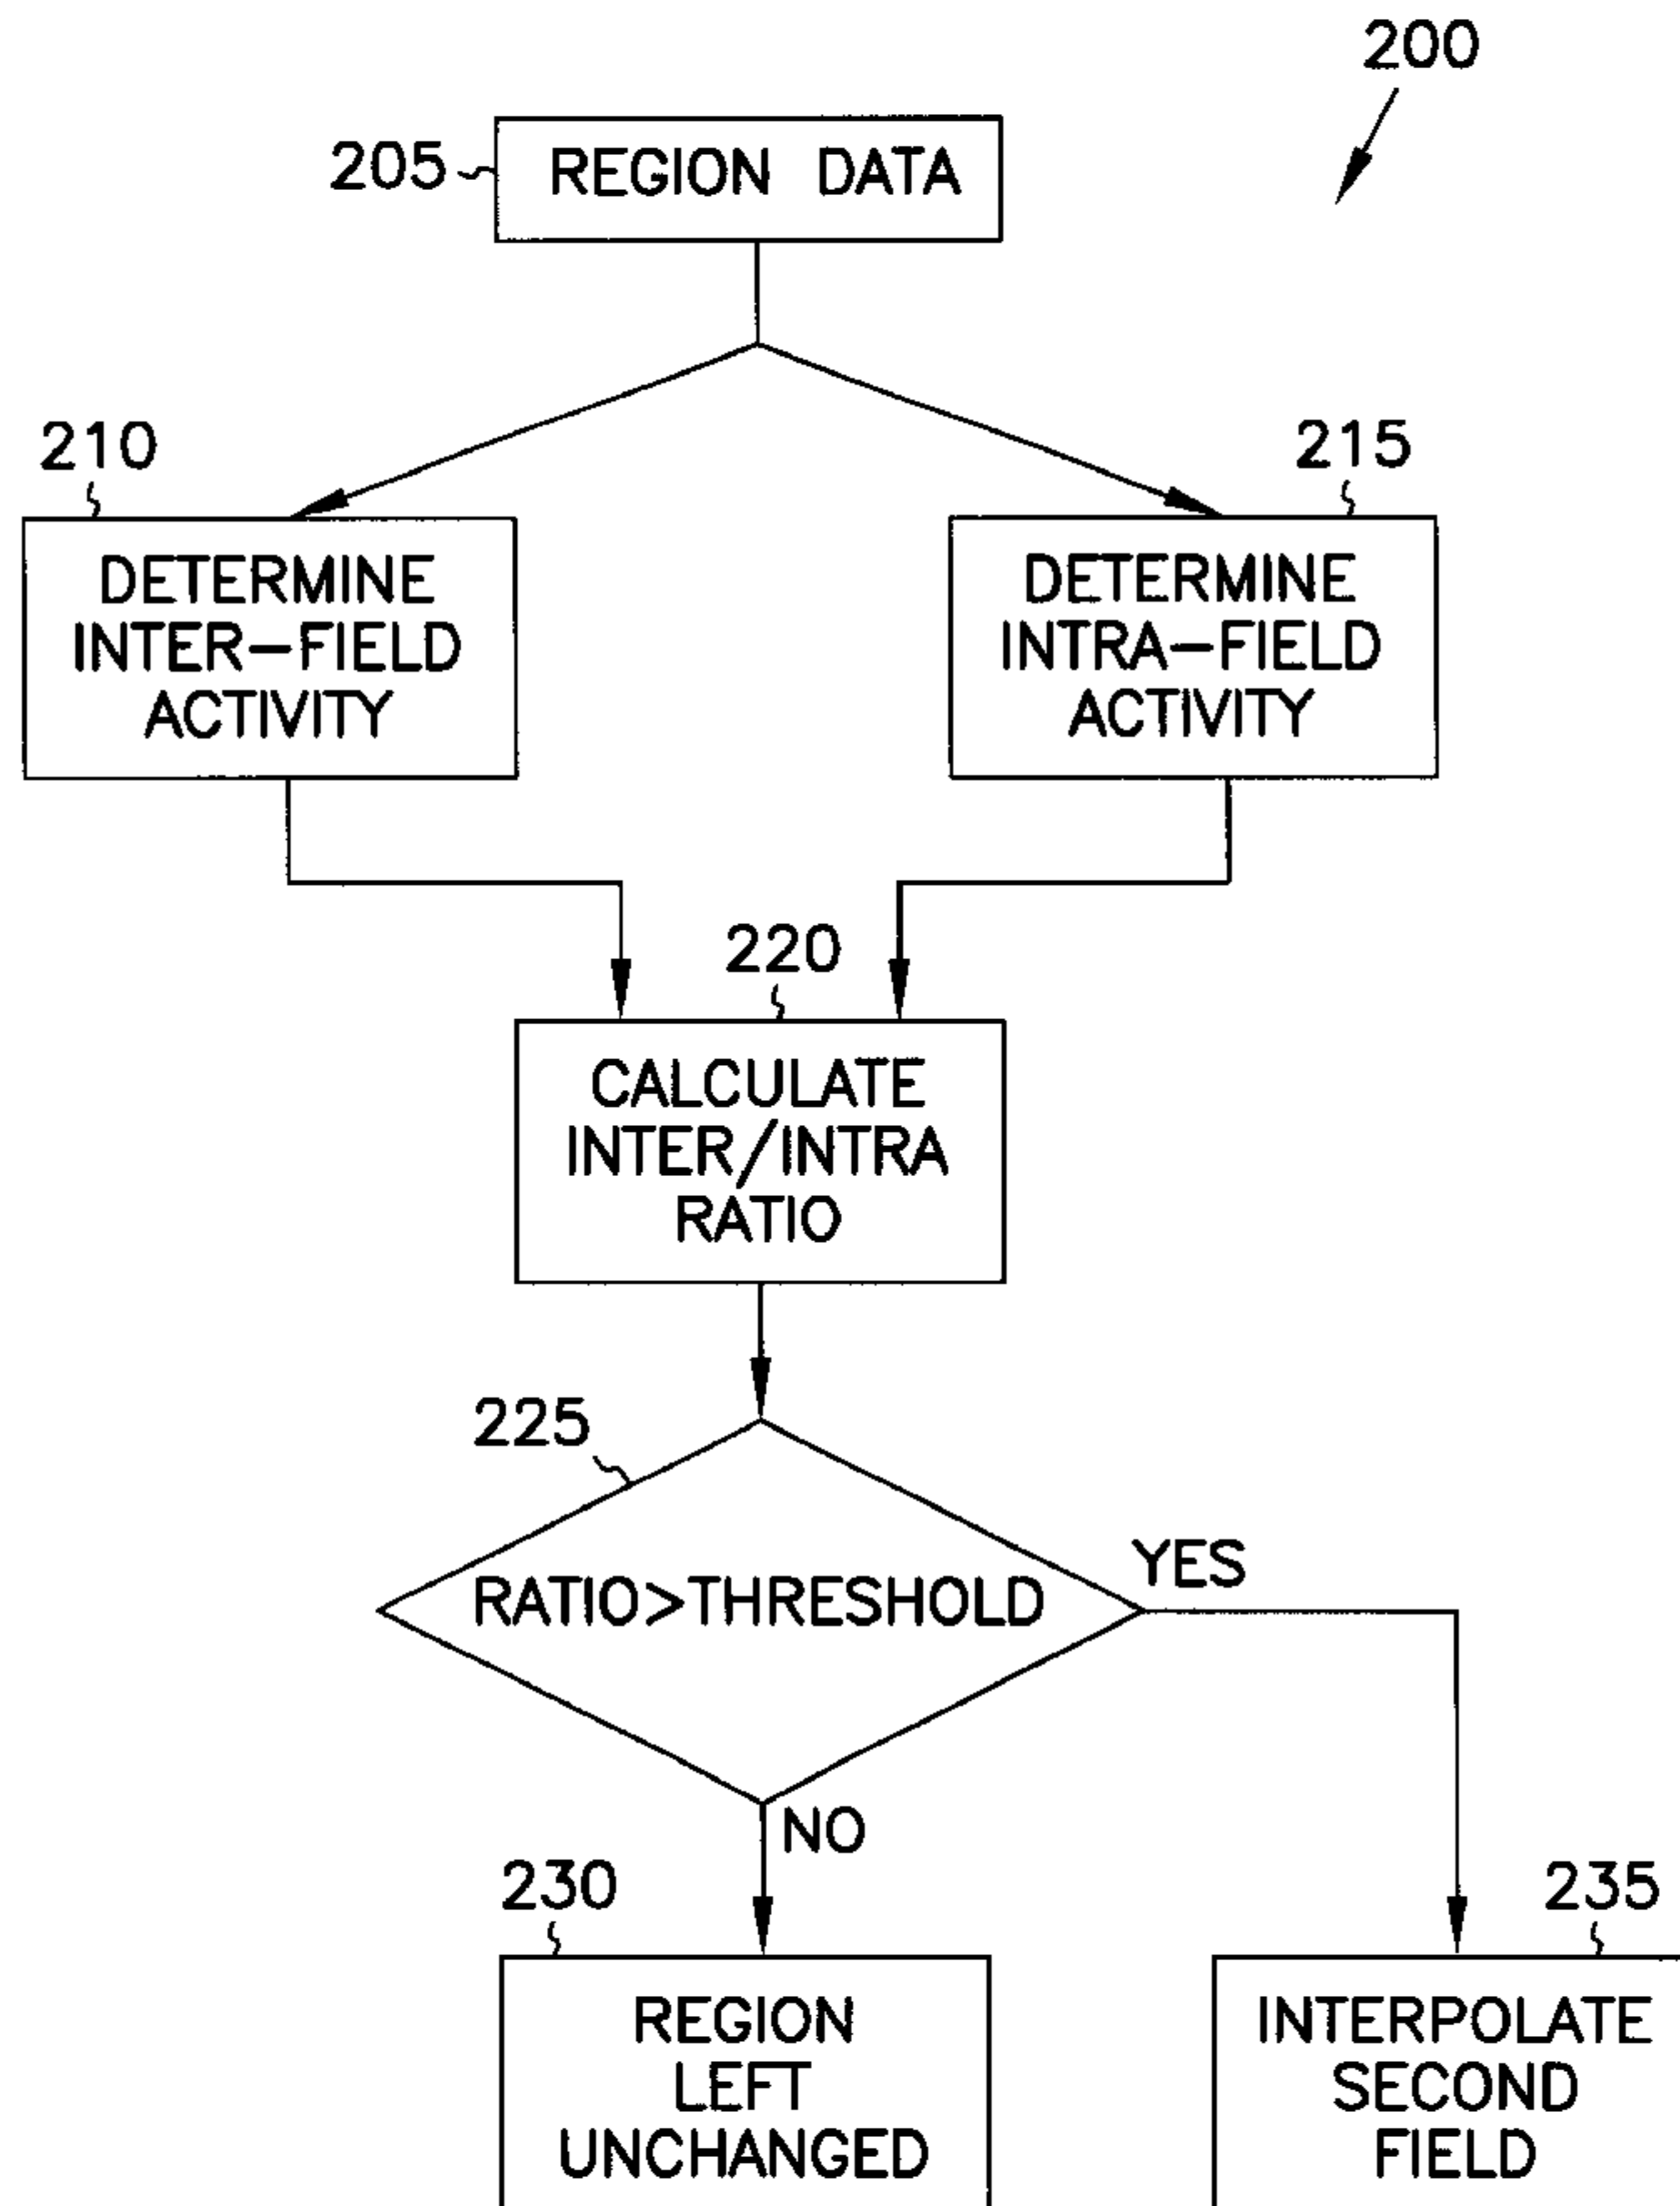 200
205
REGION DATA
210
215
DETERMINE
INTER-FIELD
ACTIVITY
DETERMINE
INTRA-FIELD
ACTIVITY
220
CALCULATE
INTER/INTRA
RATIO
225
RATIO>THRESHOLD
YES
NO
230
235
REGION
LEFT
UNCHANGED
INTERPOLATE
SECOND
FIELD